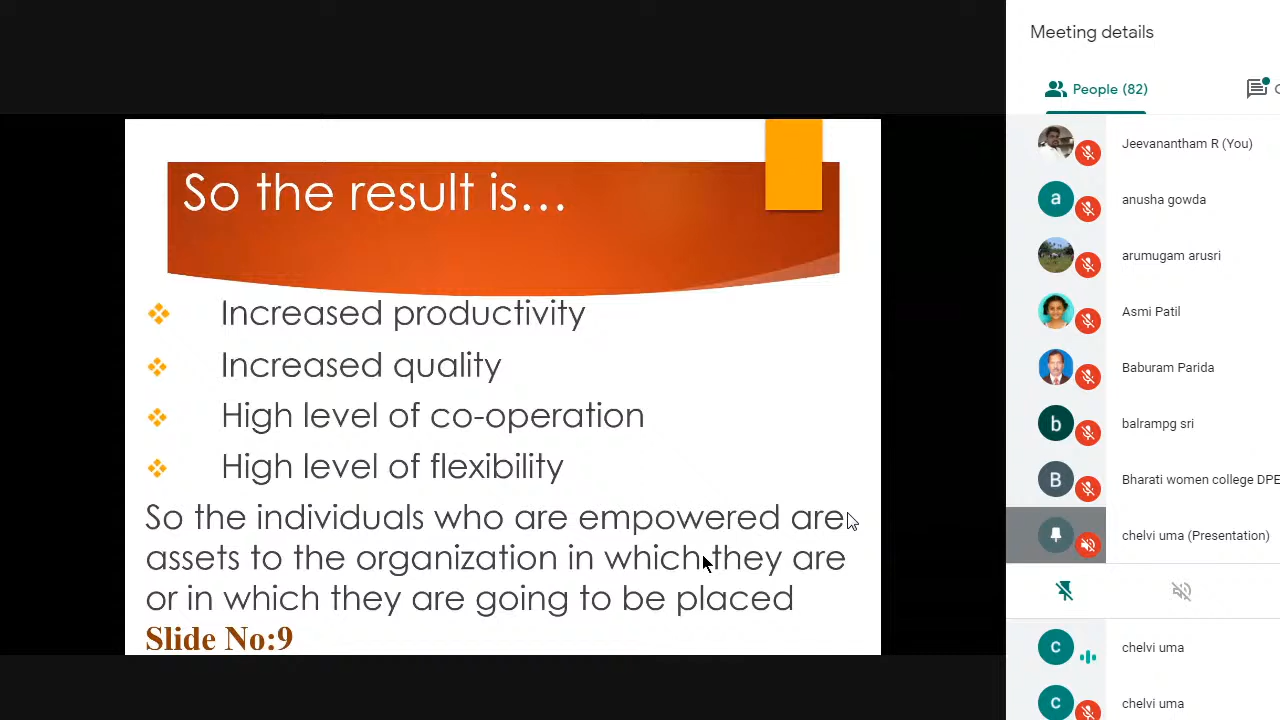 So the result is...
Increased productivity
Increased quality
High level of co-operation
High level of flexibility
So the individuals who are empowered are
assets to the organization in which they are
or in which they are going to be placed
Slide No:9
Meeting details
People (82)
Jeevanantham R (You)
a
anusha gowda
arumugam arusri
Asmi Patil
Baburam Parida
b
balrampg sri
B
Bharati women college DPE
chelvi uma (Presentation)
c
chelvi uma
c
chelvi uma